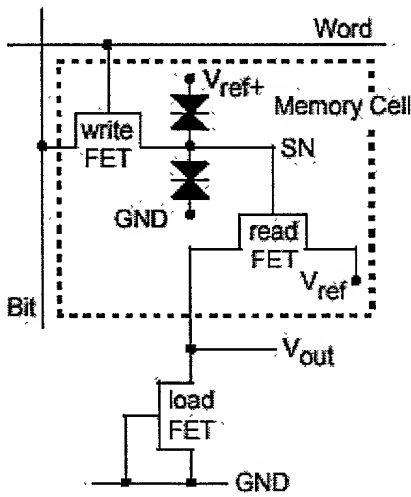 Word
Vref+
Memory Cell
write
FET
SN
GND
read
FET
Vref
Bit
Vout
load
FET
GND